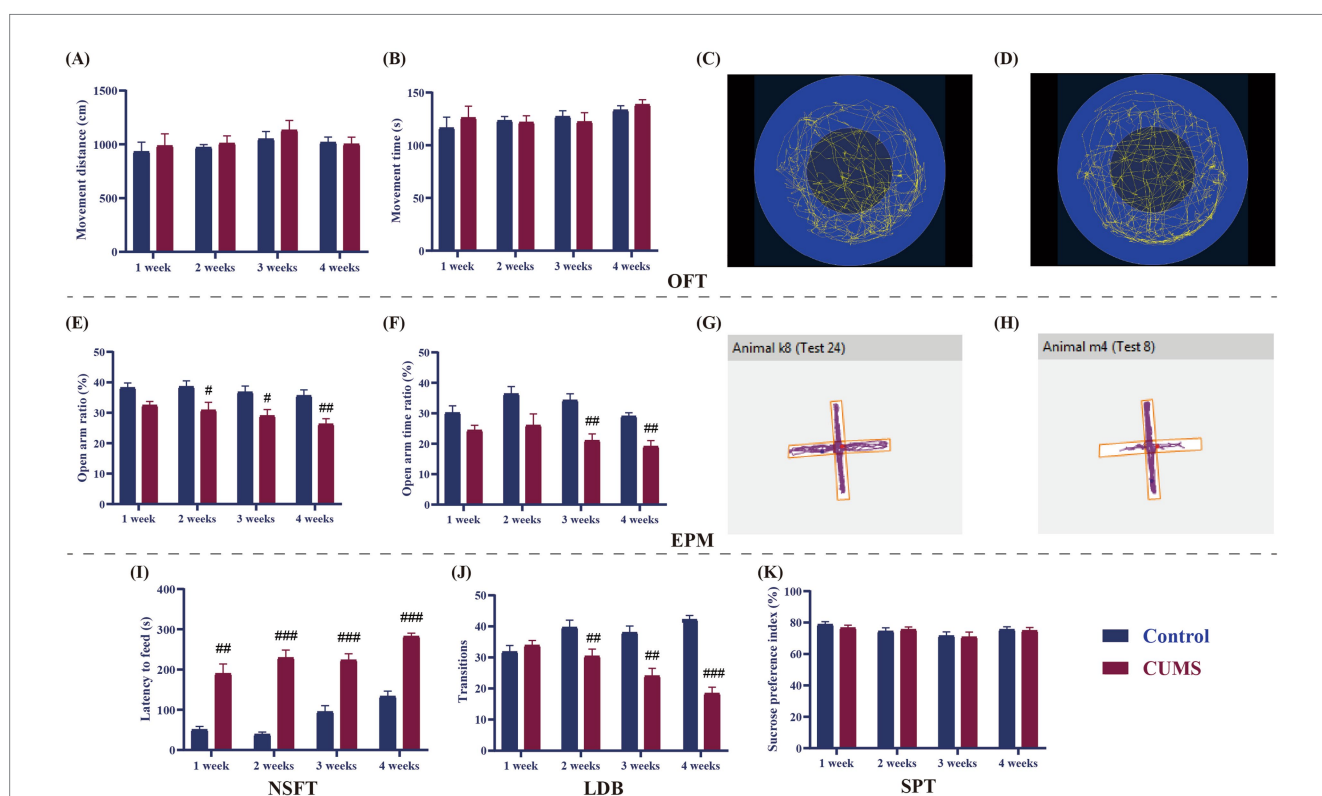 (A)
(B)
(C)
(D)
Movement distance (cm)
1500
1000
500
0
1 week
2 weeks
3 weeks
4 weeks
Movement time (s)
150
100
50
0
1 week
2 weeks
3 weeks
4 weeks
OFT
(E)
(F)
(G)
(H)
Open arm ratio (%)
50
40
30
20
10
0
#
#
##
1 week
2 weeks
3 weeks
4 weeks
Open arm time ratio (%)
50
40
30
20
10
0
##
##
1 week
2 weeks
3 weeks
4 weeks
Animal k8 (Test 24)
Animal m4 (Test 8)
EPM
(I)
(J)
(K)
Latency to feed (s)
400
300
200
100
0
##
###
###
###
1 week
2 weeks
3 weeks
4 weeks
NSFT
Transitions
50
40
30
20
10
0
##
##
###
1 week
2 weeks
3 weeks
4 weeks
LDB
Sucrose preference index (%)
100
80
60
40
20
0
1 week
2 weeks
3 weeks
4 weeks
SPT
Control
CUMS